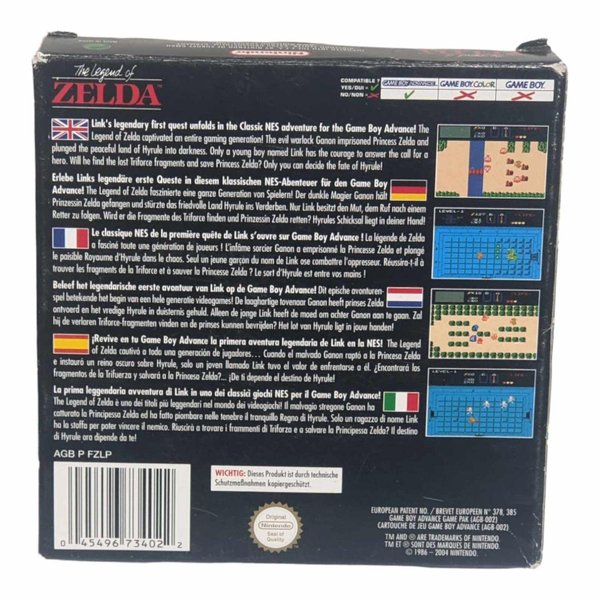 Nintendo
The Legend of
ZELDA
COMPATIBLE ?
YES/OUI =
NO/NON =
GAME BOY ADVANCE
GAME BOY COLOR
GAME BOY
Link's legendary first quest unfolds in the Classic NES adventure for the Game Boy Advance! The
Legend of Zelda captivated an entire gaming generation! The evil warlock Ganon imprisoned Princess Zelda and
plunged the peaceful land of Hyrule into darkness. Only a young boy named Link has the courage to answer the call for a
hero. Will he find the lost Triforce fragments and save Princess Zelda? Only you can decide the fate of Hyrule!
Erlebe Links legendäre erste Queste in diesem klassischen NES-Abenteuer für den Game Boy
Advance! The Legend of Zelda faszinierte eine ganze Generation von Spielern! Der dunkle Magier Ganon hält
Prinzessin Zelda gefangen und stürzte das friedvolle Land Hyrule ins Verderben. Nur Link besitzt den Mut, dem Ruf nach einem
Retter zu folgen. Wird er die Fragmente des Triforce finden und Prinzessin Zelda retten? Hyrules Schicksal liegt in deiner Hand!
Le classique NES de la première quête de Link s'ouvre sur Game Boy Advance ! La légende de Zelda
a fasciné toute une génération de joueurs ! L'infâme sorcier Ganon a emprisonné la Princesse Zelda et plongé
le paisible Royaume d'Hyrule dans le chaos. Seul un jeune garçon du nom de Link ose combattre l'oppresseur. Réussira-t-il à
trouver les fragments de la Triforce et à sauver la Princesse Zelda ? Le sort d'Hyrule est entre vos mains !
Beleef het legendarische eerste avontuur van Link op de Game Boy Advance! Dit epische avonturen-
spel betekende het begin van een hele generatie videogames! De laaghartige tovenaar Ganon heeft prinses Zelda
ontvoerd en het vredige Hyrule in duisternis gehuld. Alleen de jonge Link heeft de moed om achter Ganon aan te gaan. Zal
hij de verloren Triforce-fragmenten vinden en de prinses kunnen bevrijden? Het lot van Hyrule ligt in jouw handen!
¡Revive en tu Game Boy Advance la primera aventura legendaria de Link en la NES! The Legend
of Zelda cautivó a todo una generación de jugadores… Cuando el malvado Ganon raptó a la Princesa Zelda
e instauró un reino oscuro sobre Hyrule, solo un joven llamado Link tuvo el valor de enfrentarse a él. ¿Encontrará los
fragmentos de la Trifuerza y salvará a la Princesa Zelda?... ¡De ti depende el destino de Hyrule!
La prima leggendaria avventura di Link in uno dei classici giochi NES per il Game Boy Advance!
The Legend of Zelda è uno dei titoli più leggendari nel mondo dei videogiochi! Il malvagio stregone Ganon ha
catturato la Principessa Zelda ed ha fatto piombare nelle tenebre il tranquillo Regno di Hyrule. Solo un ragazzo di nome Link
ha la stoffa per poter vincere il nemico. Riuscirà a trovare i frammenti di Triforza e a salvare la Principessa Zelda? Il destino
di Hyrule ora dipende da te!
LEVEL-1
LEVEL-1
AGB P FZLP
WICHTIG: Dieses Produkt ist durch technische
Schutzmaßnahmen kopiergeschützt.
0 45496 73402 2
Original
Nintendo
Seal of
Quality
EUROPEAN PATENT NO. / BREVET EUROPEEN N° 378, 385
GAME BOY ADVANCE GAME PAK (AGB-002)
CARTOUCHE DE JEU GAME BOY ADVANCE (AGB-002)
TM AND ® ARE TRADEMARKS OF NINTENDO.
TM ET ® SONT DES MARQUES DE NINTENDO.
© 1986 – 2004 NINTENDO.